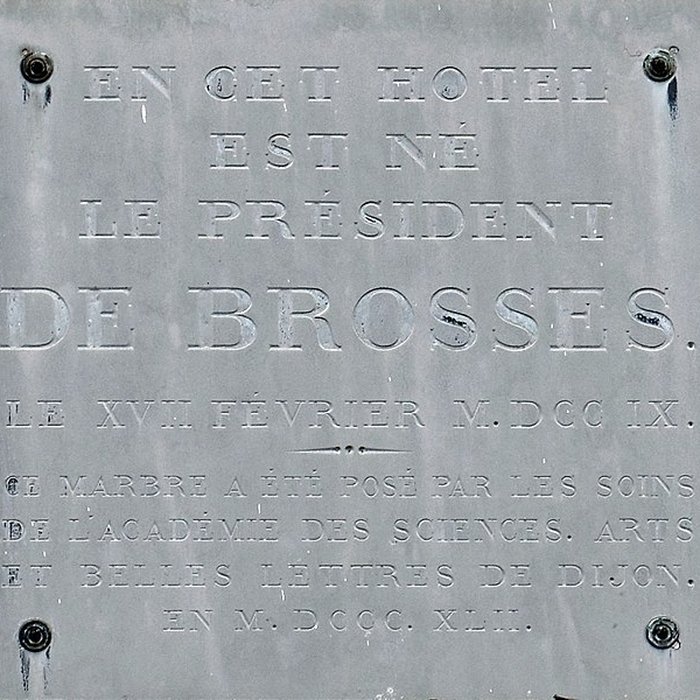 EN CET HOTEL
EST NÉ
LE PRÉSIDENT
DE BROSSES.
LE XVII FÉVRIER M. DCC IX.
CE MARBRE A ÉTÉ POSÉ PAR LES SOINS
DE L'ACADÉMIE DES SCIENCES. ARTS
ET BELLES LETTRES DE DIJON.
EN M. DCCC. XLII.